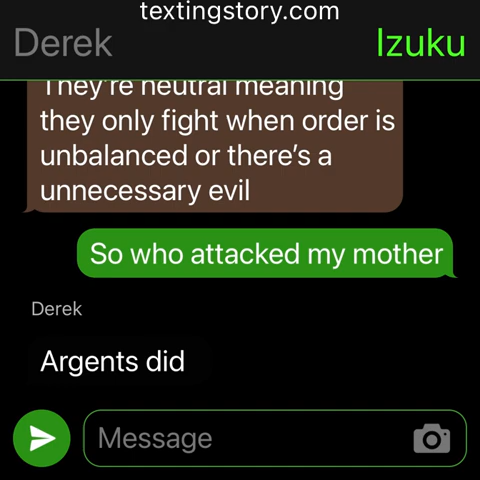 textingstory.com
Derek
Izuku
They're neutral meaning
they only fight when order is
unbalanced or there's a
unnecessary evil
So who attacked my mother
Derek
Argents did
Message